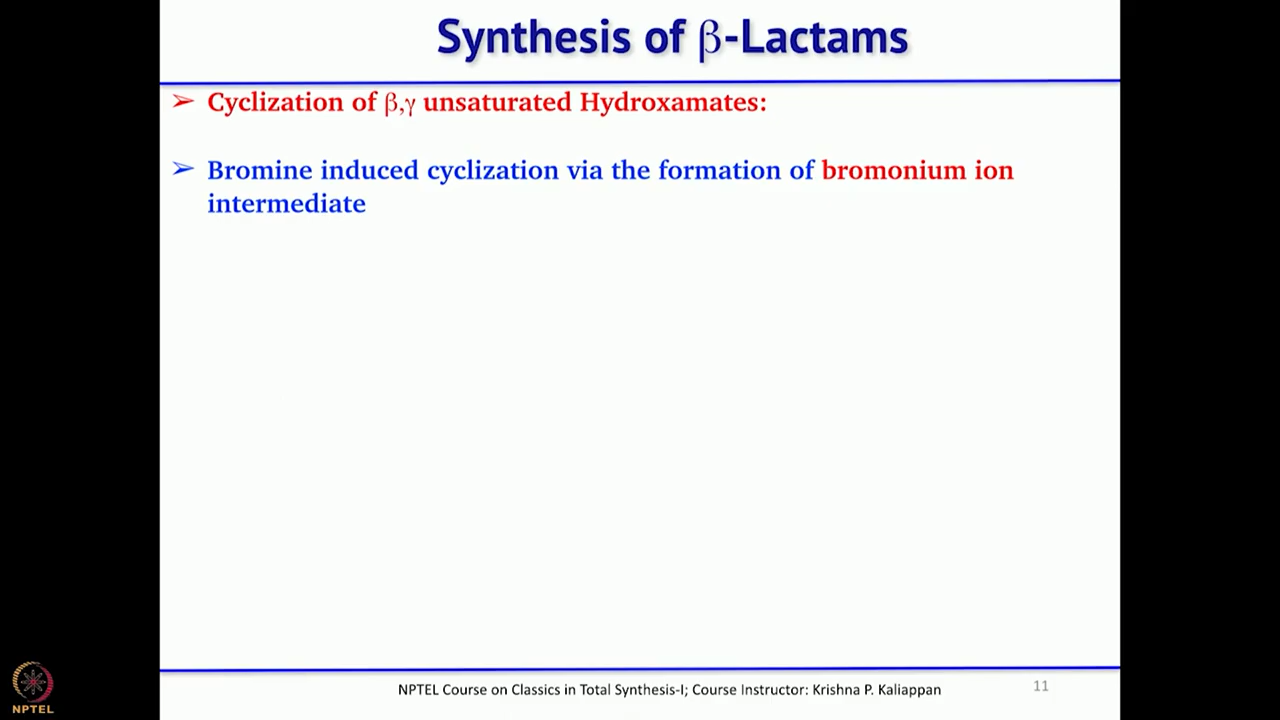 Synthesis of β-Lactams
➢ Cyclization of β,γ unsaturated Hydroxamates:
➢ Bromine induced cyclization via the formation of bromonium ion
intermediate
NPTEL
NPTEL Course on Classics in Total Synthesis-I; Course Instructor: Krishna P. Kaliappan
11